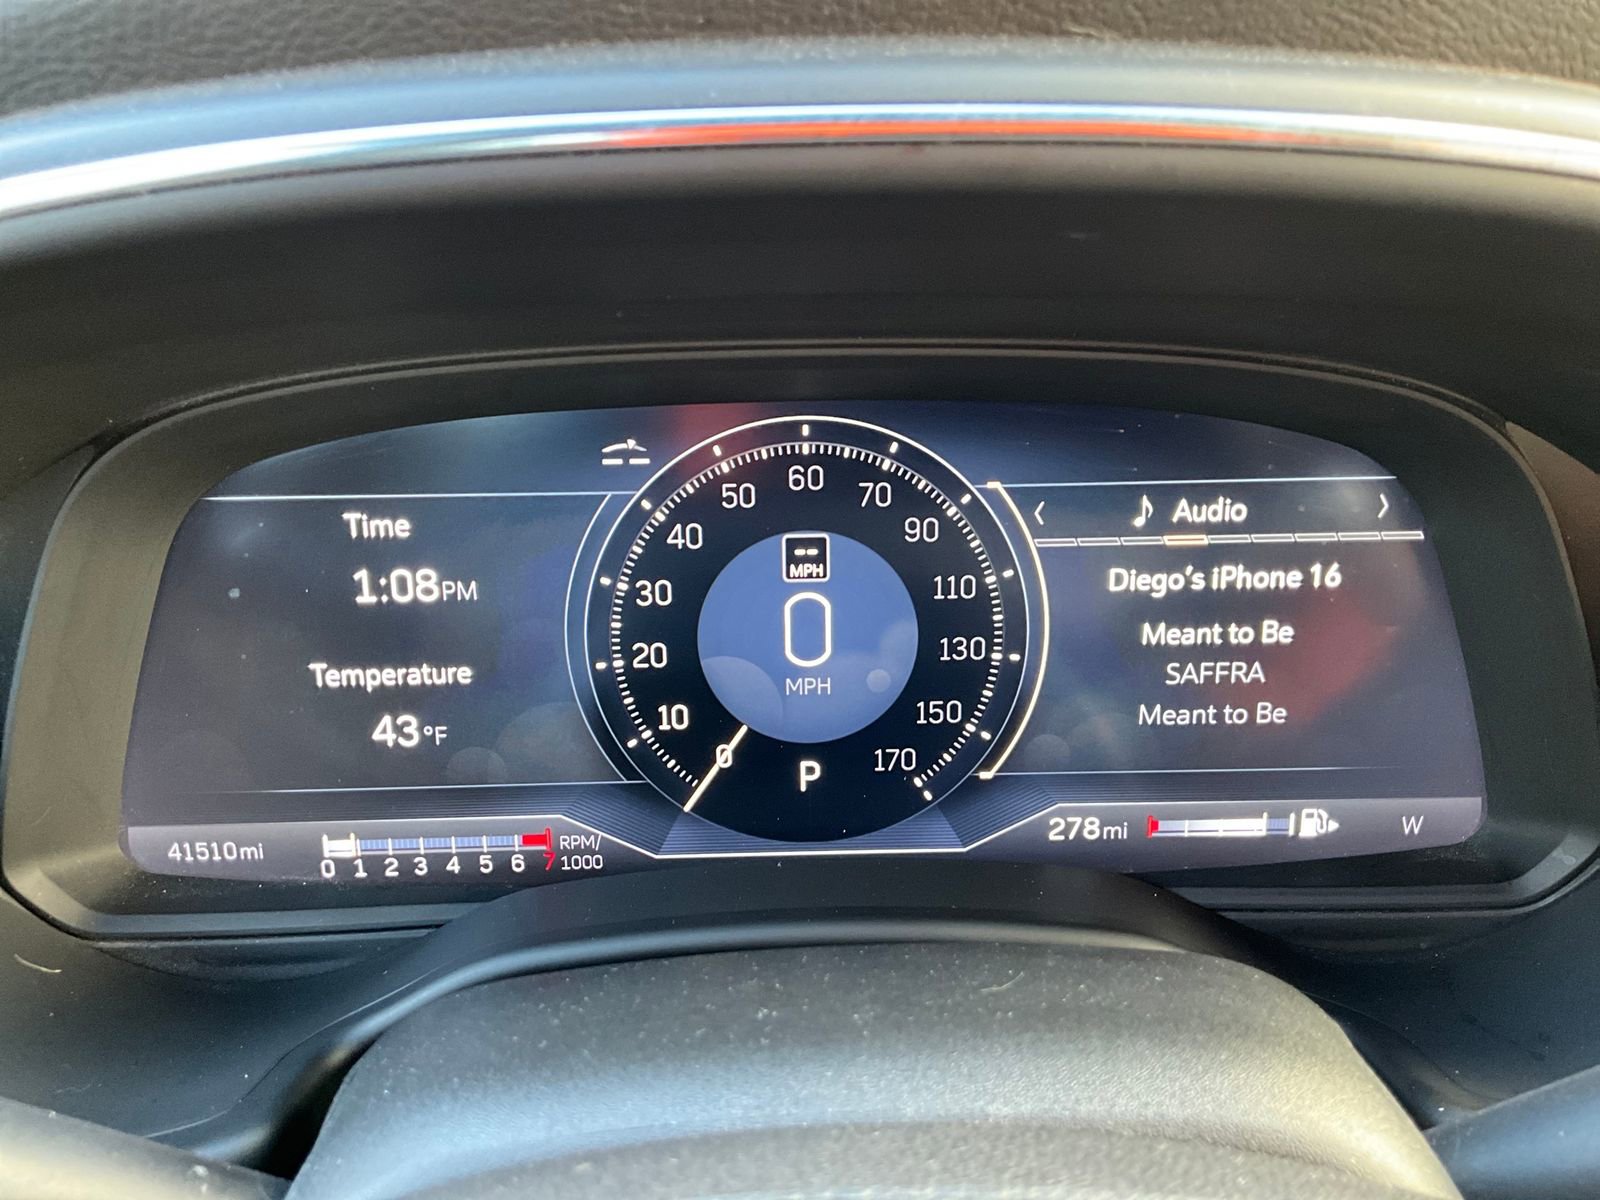 Time
1:08PM
Temperature
43°F
41510mi
0 1 2 3 4 5 6 7
RPM/
1000
0 10 20 30 40 50 60 70 90 110 130 150 170
--
MPH
0
MPH
P
< Audio >
Diego's iPhone 16
Meant to Be
SAFFRA
Meant to Be
278mi
W